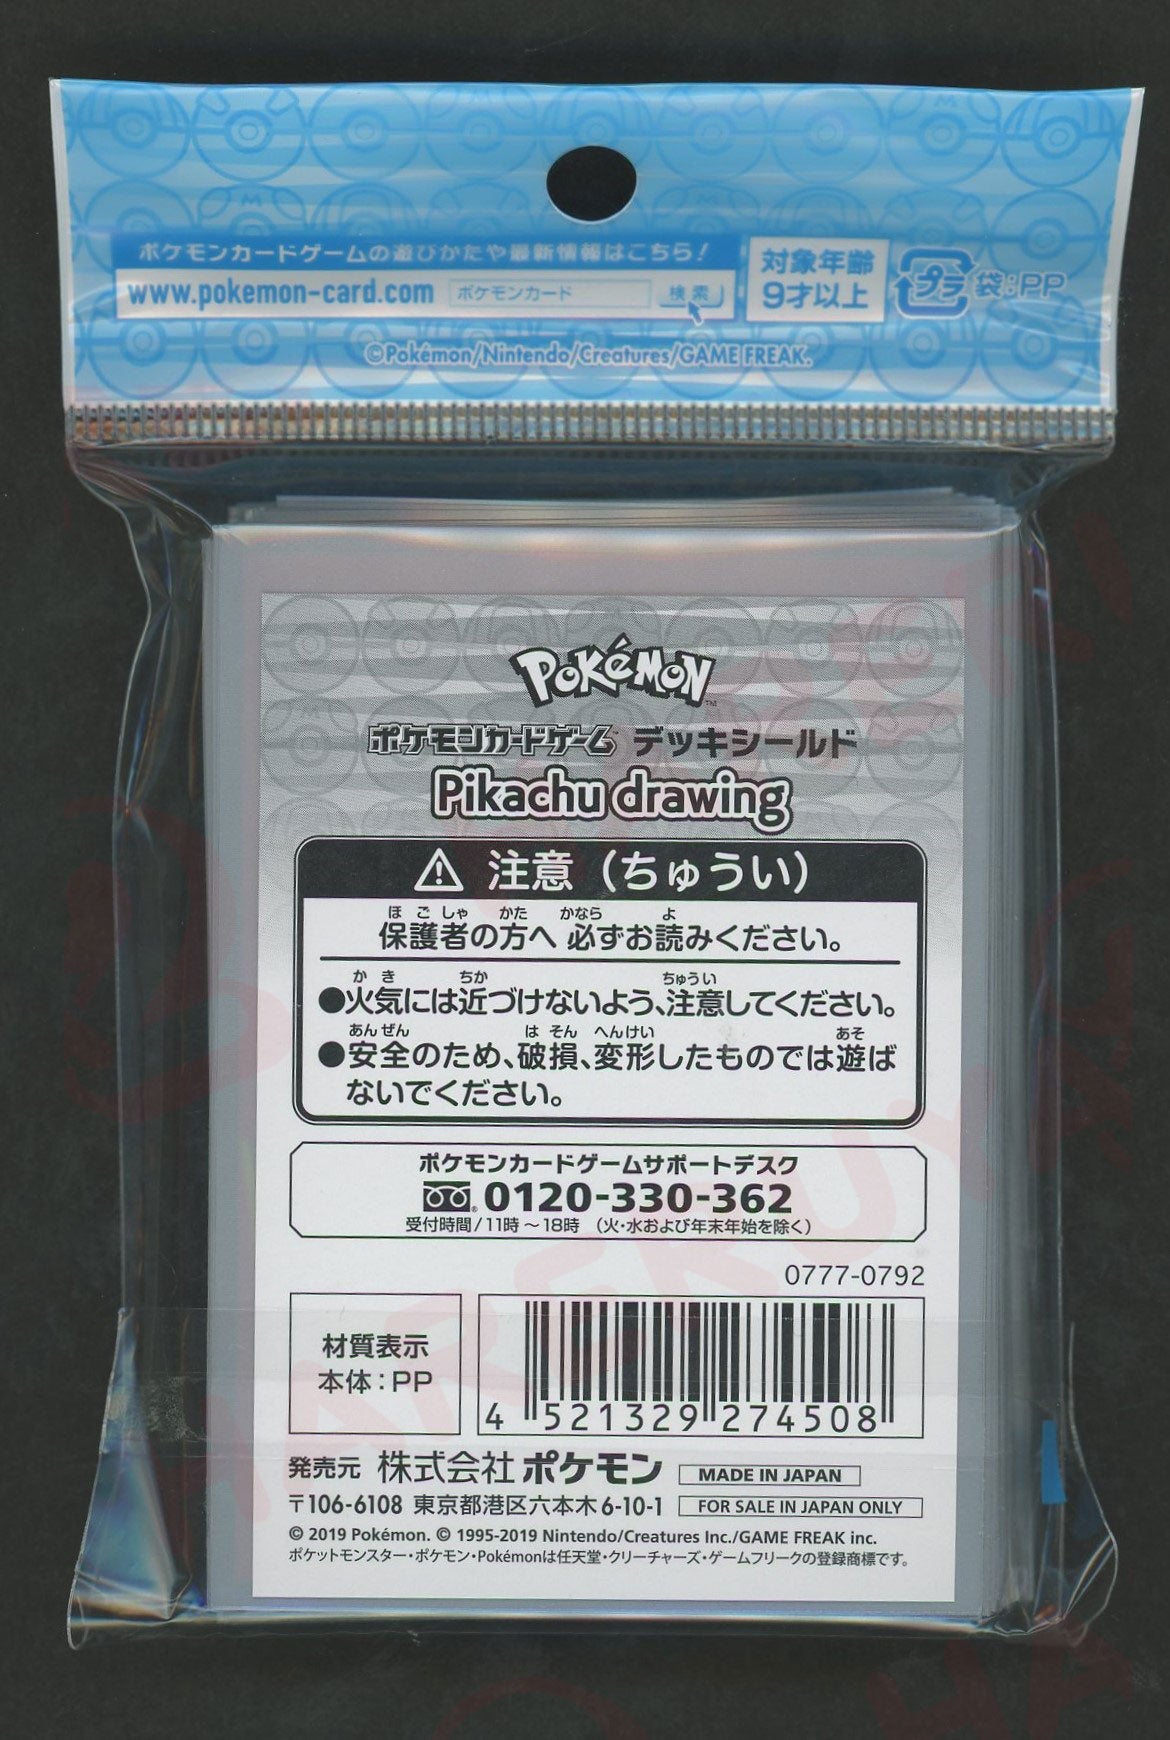 ポケモンカードゲームの遊びかたや最新情報はこちら!
www.pokemon-card.com ポケモンカード 検索
対象年齢
9才以上
プラ 袋:PP
©Pokémon/Nintendo/Creatures/GAME FREAK.
POKéMON™
ポケモンカードゲーム™ デッキシールド
Pikachu drawing
注意(ちゅうい)
ほごしゃ かた かなら よ
保護者の方へ 必ずお読みください。
かき ちか ちゅうい
●火気には近づけないよう、注意してください。
あんぜん はそん へんけい あそ
●安全のため、破損、変形したものでは遊ば
ないでください。
ポケモンカードゲームサポートデスク
0120-330-362
受付時間/11時～18時 (火・水および年末年始を除く)
0777-0792
材質表示
本体:PP
4 521329 274508
発売元 株式会社ポケモン
MADE IN JAPAN
〒106-6108 東京都港区六本木6-10-1
FOR SALE IN JAPAN ONLY
© 2019 Pokémon. © 1995-2019 Nintendo/Creatures Inc./GAME FREAK inc.
ポケットモンスター・ポケモン・Pokémonは任天堂・クリーチャーズ・ゲームフリークの登録商標です。
HARERUYA